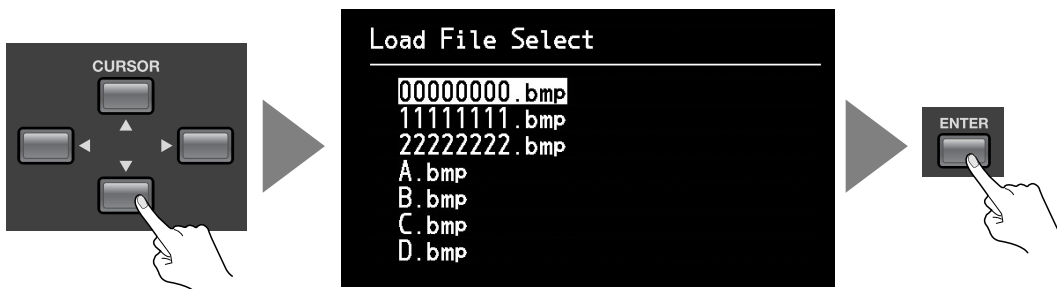 CURSOR
Load File Select
00000000.bmp
11111111.bmp
22222222.bmp
A.bmp
B.bmp
C.bmp
D.bmp
ENTER